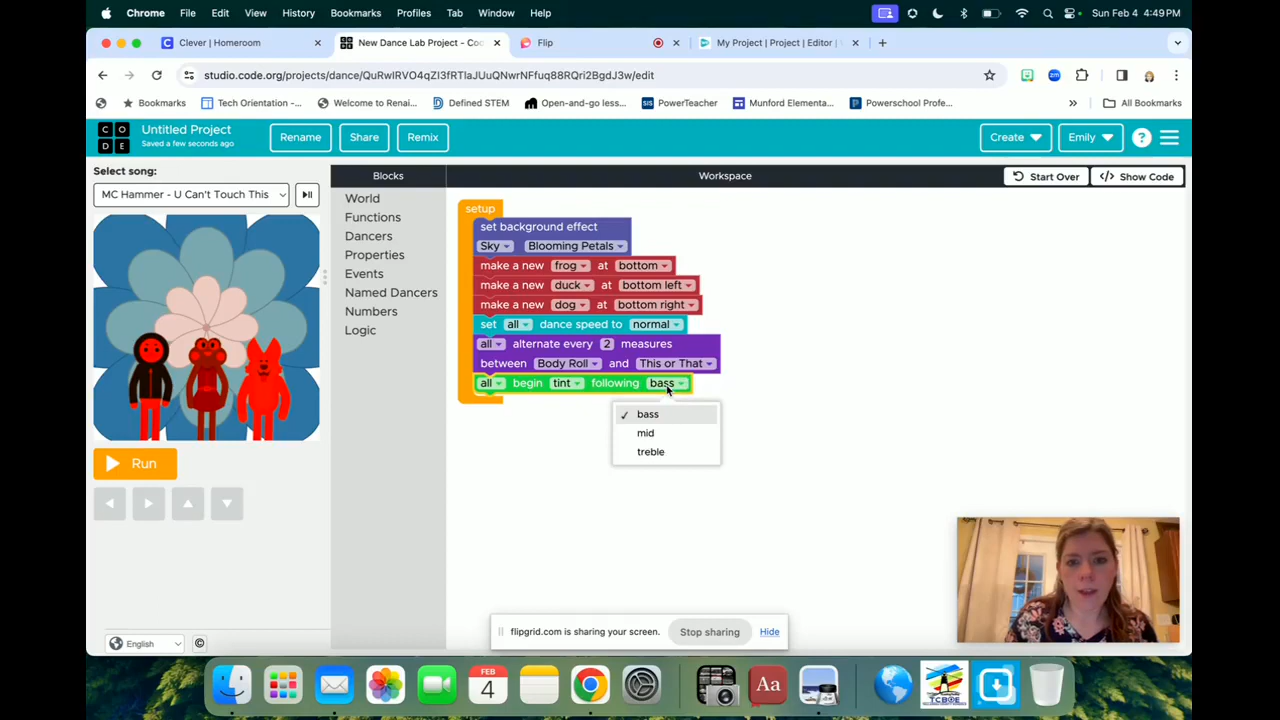 Chrome File Edit View History Bookmarks Profiles Tab Window Help Sun Feb 4 4:49 PM
Clever | Homeroom New Dance Lab Project - Coo Flip My Project | Project | Editor | V
studio.code.org/projects/dance/QuRwIRVO4qZI3fRTlaJUuQNwrNFfuq88RQri2BgdJ3w/edit
Bookmarks Tech Orientation -... Welcome to Renai... Defined STEM Open-and-go less... SIS PowerTeacher Munford Elementa... Powerschool Profe... » All Bookmarks
CODE
Untitled Project
Saved a few seconds ago
Rename Share Remix Create Emily ?
Select song:
MC Hammer - U Can't Touch This
Blocks
World
Functions
Dancers
Properties
Events
Named Dancers
Numbers
Logic
Workspace Start Over </> Show Code
setup
set background effect
Sky Blooming Petals
make a new frog at bottom
make a new duck at bottom left
make a new dog at bottom right
set all dance speed to normal
all alternate every 2 measures
between Body Roll and This or That
all begin tint following bass
✓ bass
mid
treble
Run
English ©
flipgrid.com is sharing your screen. Stop sharing Hide
FEB
4
Aa